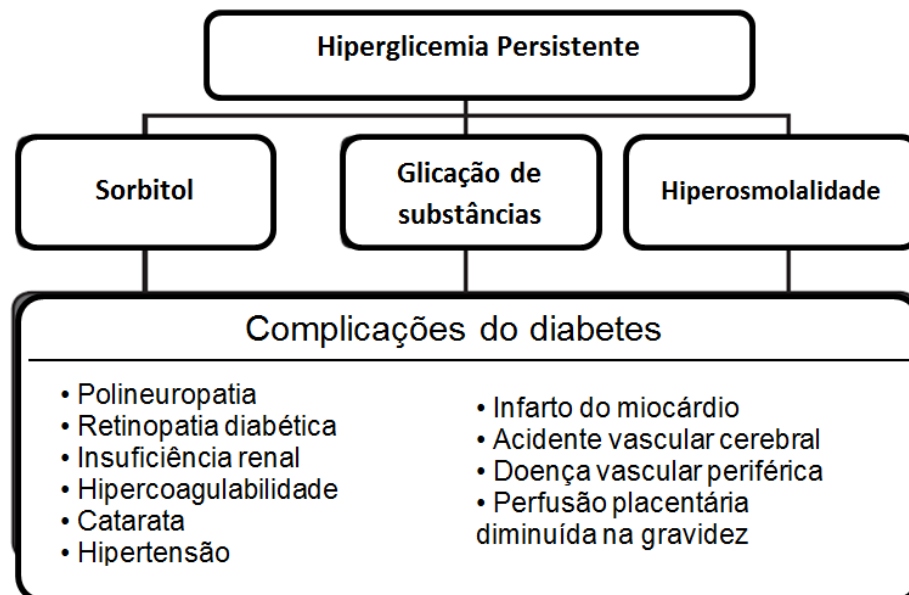 Hiperglicemia Persistente
Sorbitol
Glicação de
substâncias
Hiperosmolalidade
Complicações do diabetes
• Polineuropatia
• Retinopatia diabética
• Insuficiência renal
• Hipercoagulabilidade
• Catarata
• Hipertensão
• Infarto do miocárdio
• Acidente vascular cerebral
• Doença vascular periférica
• Perfusão placentária
diminuída na gravidez